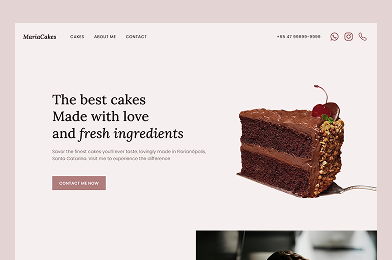 MariaCakes
CAKES ABOUT ME CONTACT
+55 47 99999-9999
The best cakes
Made with love
and fresh ingredients
Savor the finest cakes you'll ever taste, lovingly made in Florianópolis,
Santa Catarina. Visit me to experience the difference
CONTACT ME NOW